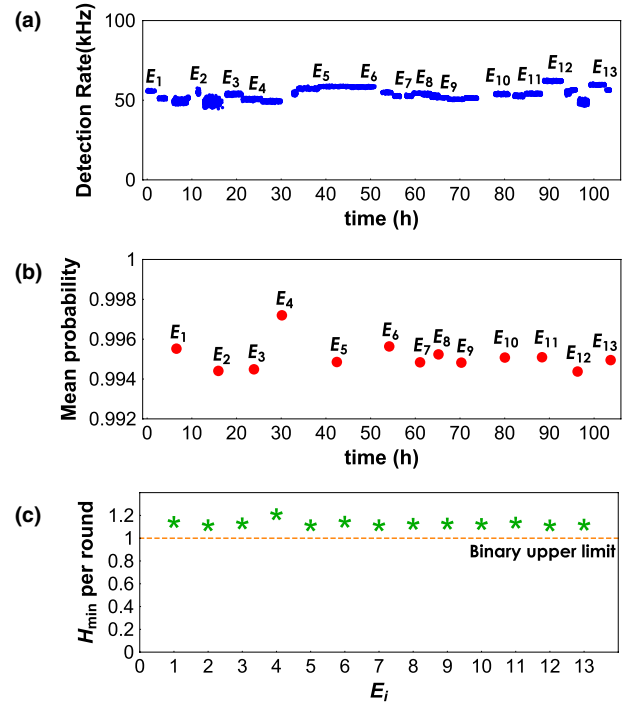 (a)
Detection Rate(kHz)
100
50
0
E1 E2 E3 E4 E5 E6 E7 E8 E9 E10 E11 E12 E13
0 10 20 30 40 50 60 70 80 90 100
time (h)
(b)
Mean probability
1
0.998
0.996
0.994
0.992
E1 E2 E3 E4 E5 E6 E7 E8 E9 E10 E11 E12 E13
0 10 20 30 40 50 60 70 80 90 100
time (h)
(c)
Hmin per round
1.2
1
0.8
0.6
0.4
0.2
0
Binary upper limit
0 1 2 3 4 5 6 7 8 9 10 11 12 13
Ei